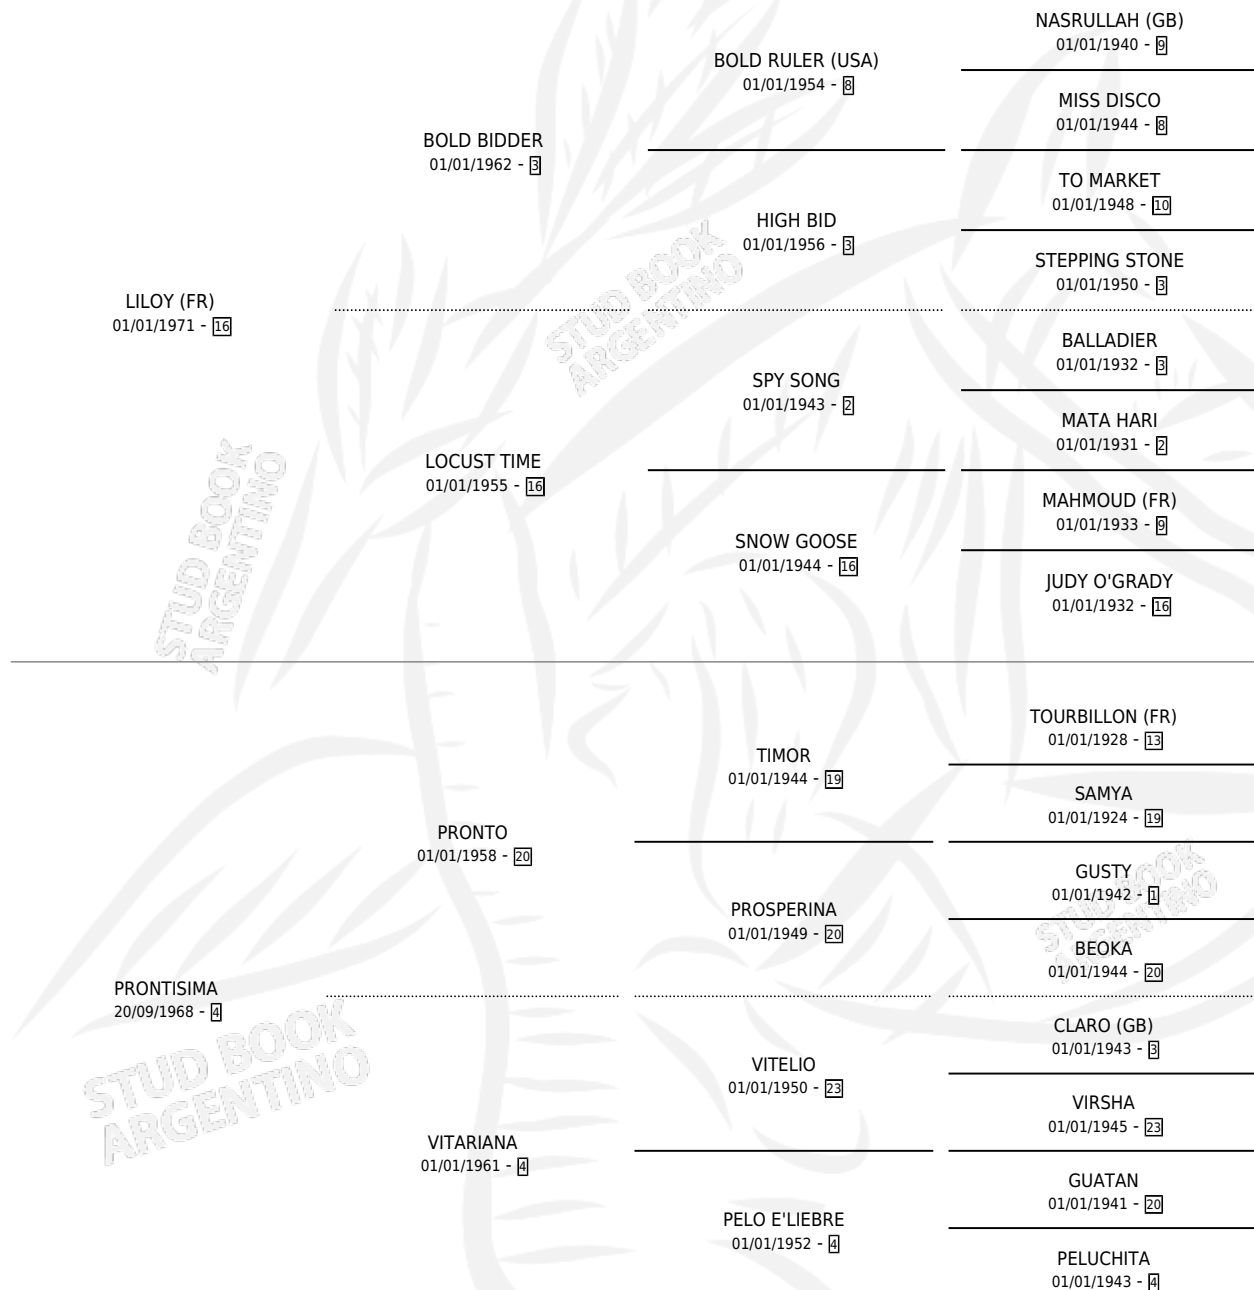 NASRULLAH (GB)
01/01/1940 - 9
BOLD RULER (USA)
01/01/1954 - 8
MISS DISCO
01/01/1944 - 8
BOLD BIDDER
01/01/1962 - 3
TO MARKET
01/01/1948 - 10
HIGH BID
01/01/1956 - 3
STEPPING STONE
01/01/1950 - 3
LILOY (FR)
01/01/1971 - 16
STUD BOOK
ARGENTINO
BALLADIER
01/01/1932 - 3
SPY SONG
01/01/1943 - 2
MATA HARI
01/01/1931 - 2
LOCUST TIME
01/01/1955 - 16
MAHMOUD (FR)
01/01/1933 - 9
SNOW GOOSE
01/01/1944 - 16
JUDY O'GRADY
01/01/1932 - 16
STUD BOOK
ARGENTINO
TOURBILLON (FR)
01/01/1928 - 13
TIMOR
01/01/1944 - 19
SAMYA
01/01/1924 - 19
PRONTO
01/01/1958 - 20
GUSTY
01/01/1942 - 1
PROSPERINA
01/01/1949 - 20
BEOKA
01/01/1944 - 20
STUD BOOK
ARGENTINO
PRONTISIMA
20/09/1968 - 4
CLARO (GB)
01/01/1943 - 3
VITELIO
01/01/1950 - 23
VIRSHA
01/01/1945 - 23
STUD BOOK
ARGENTINO
VITARIANA
01/01/1961 - 4
GUATAN
01/01/1941 - 20
PELO E'LIEBRE
01/01/1952 - 4
PELUCHITA
01/01/1943 - 4